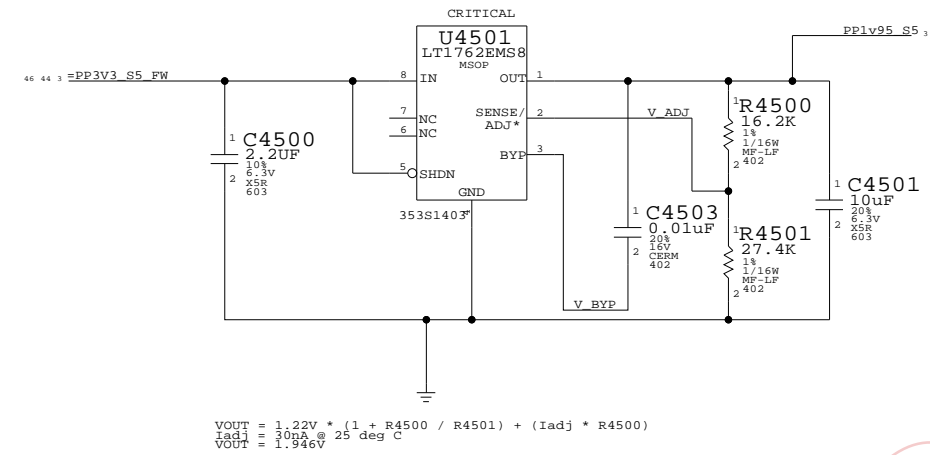 CRITICAL
U4501
LT1762EMS8
MSOP
PP1v95_S5 3
46 44 3 =PP3V3_S5_FW
8 IN
OUT 1
7 NC
6 NC
SENSE/
ADJ*
2
V_ADJ
BYP 3
5 SHDN
GND
4
353S1403
1 C4500
2.2UF
10%
6.3V
2 X5R
603
1 R4500
16.2K
1%
1/16W
MF-LF
2 402
1 C4501
10uF
20%
6.3V
2 X5R
603
1 C4503
0.01uF
20%
16V
2 CERM
402
1 R4501
27.4K
1%
1/16W
MF-LF
2 402
V_BYP
VOUT = 1.22V * (1 + R4500 / R4501) + (Iadj * R4500)
Iadj = 30nA @ 25 deg C
VOUT = 1.946V